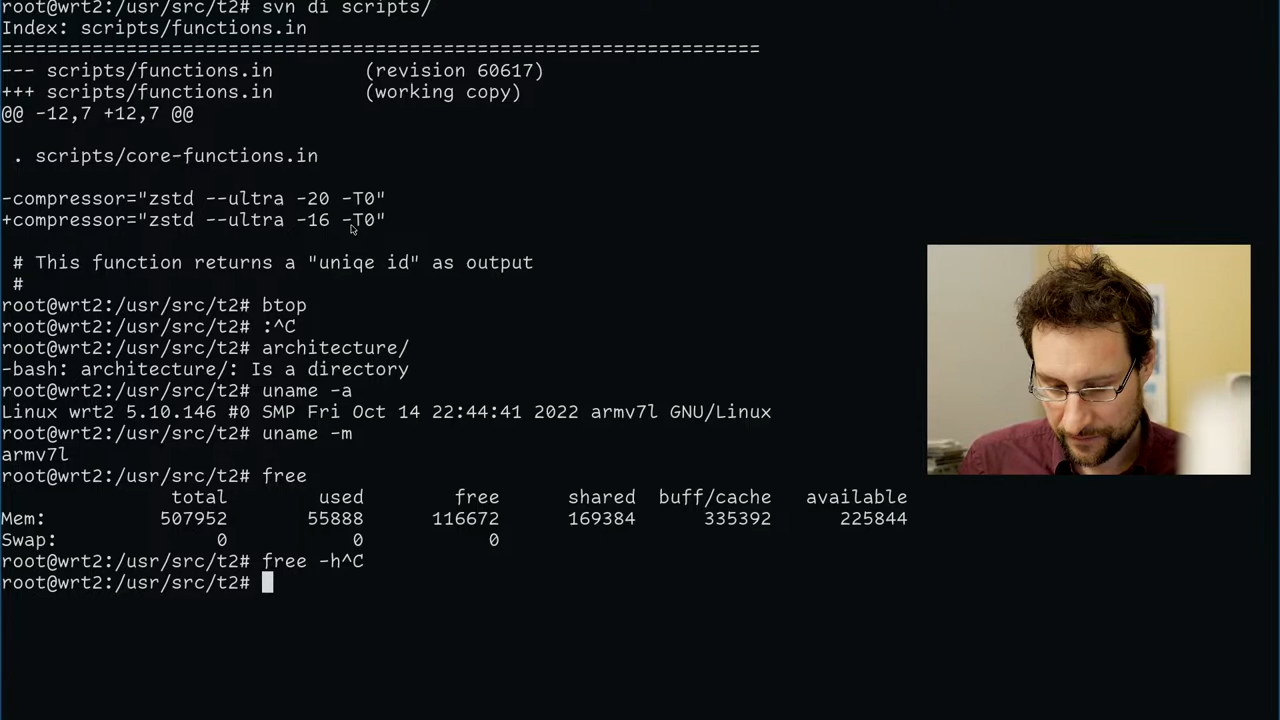 root@wrt2:/usr/src/t2# svn di scripts/
Index: scripts/functions.in
===================================================================
--- scripts/functions.in        (revision 60617)
+++ scripts/functions.in        (working copy)
@@ -12,7 +12,7 @@
 . scripts/core-functions.in
-compressor="zstd --ultra -20 -T0"
+compressor="zstd --ultra -16 -T0"
 # This function returns a "uniqe id" as output
 #
root@wrt2:/usr/src/t2# btop
root@wrt2:/usr/src/t2# :^C
root@wrt2:/usr/src/t2# architecture/
-bash: architecture/: Is a directory
root@wrt2:/usr/src/t2# uname -a
Linux wrt2 5.10.146 #0 SMP Fri Oct 14 22:44:41 2022 armv7l GNU/Linux
root@wrt2:/usr/src/t2# uname -m
armv7l
root@wrt2:/usr/src/t2# free
               total        used        free      shared  buff/cache   available
Mem:          507952       55888      116672      169384      335392      225844
Swap:              0           0           0
root@wrt2:/usr/src/t2# free -h^C
root@wrt2:/usr/src/t2#